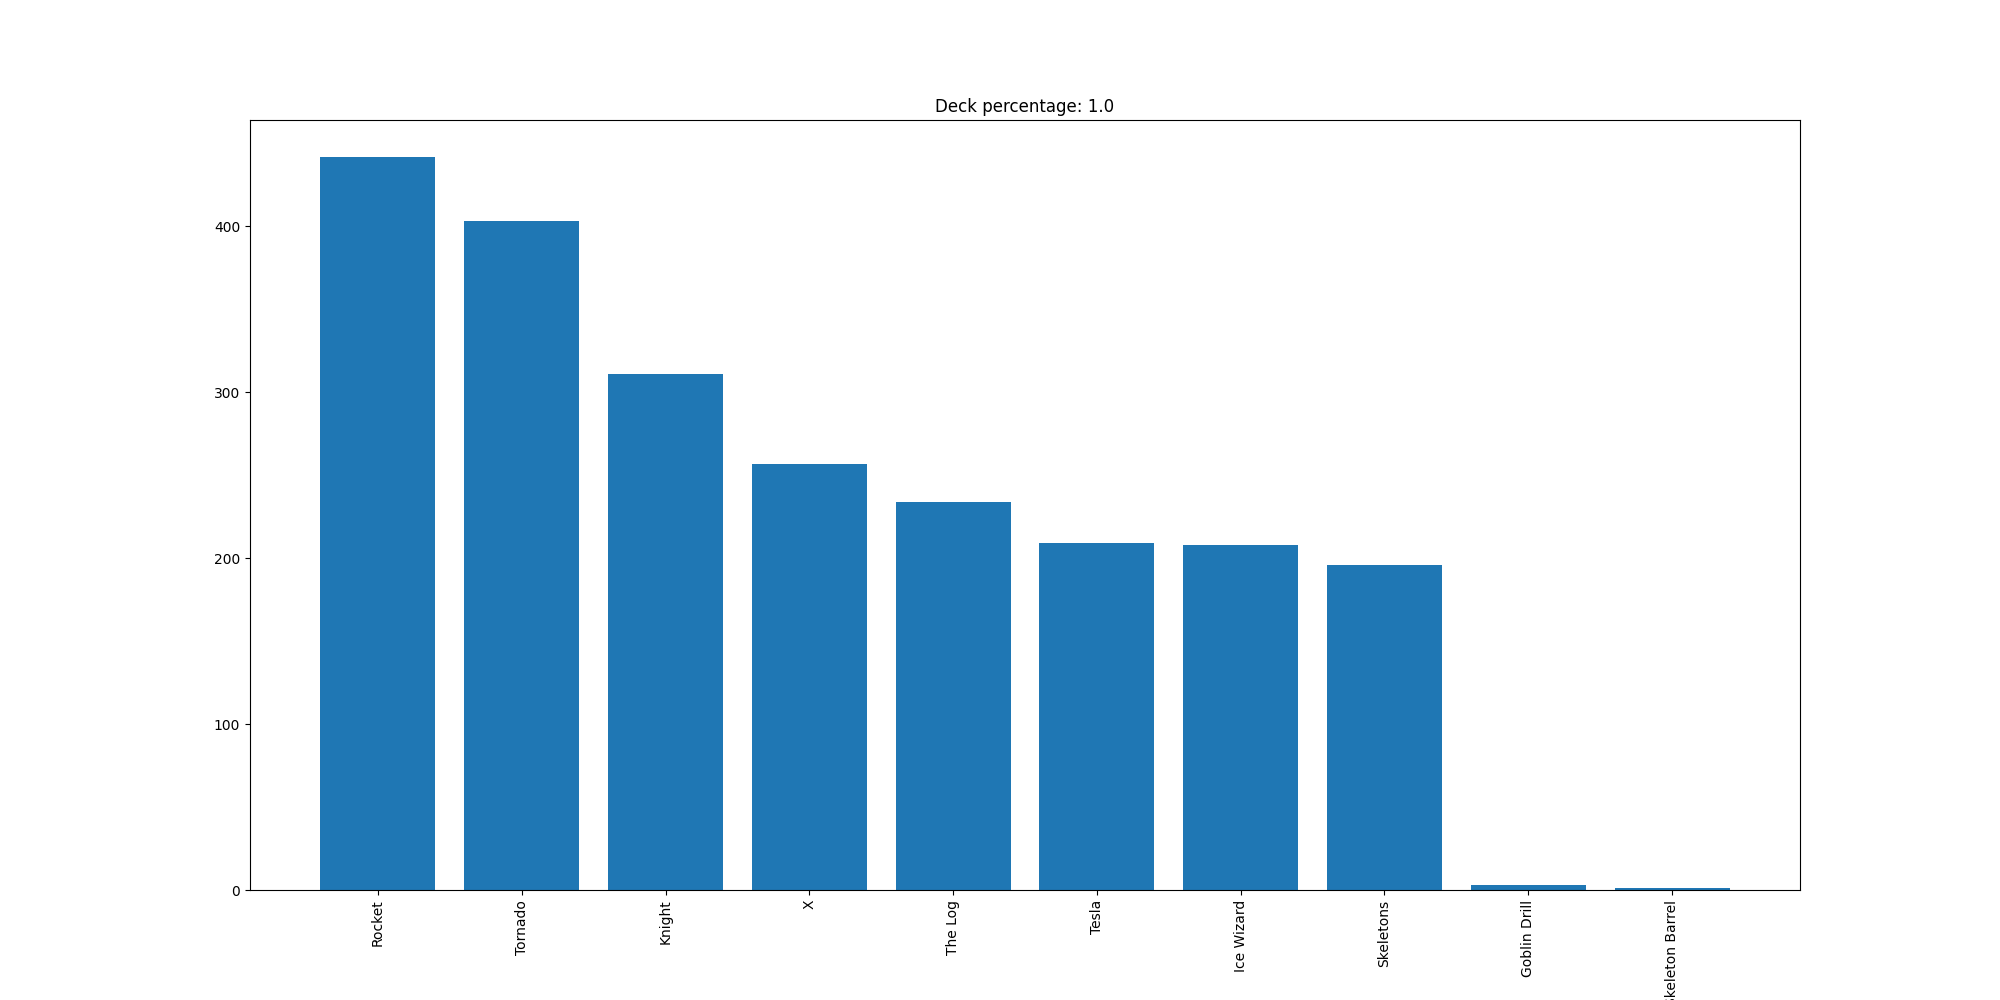 Deck percentage: 1.0
400
300
200
100
0
Rocket
Tornado
Knight
X
The Log
Tesla
Ice Wizard
Skeletons
Goblin Drill
keleton Barrel